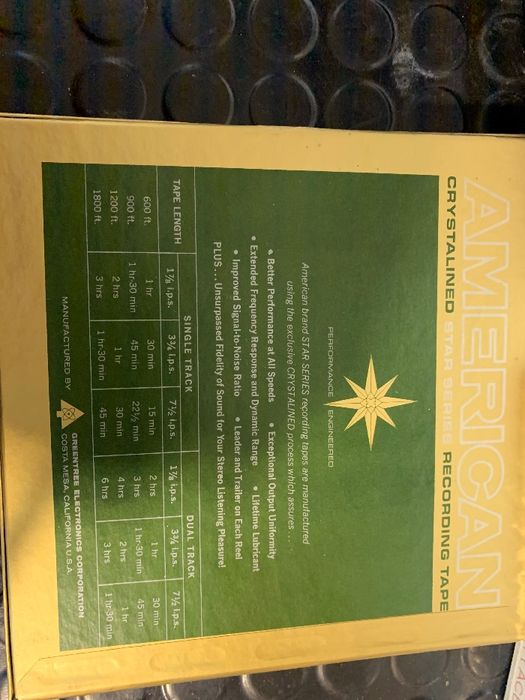 AMERICAN
CRYSTALINED STAR SERIES RECORDING TAPE
PERFORMANCE ENGINEERED
American brand STAR SERIES recording tapes are manufactured
using the exclusive CRYSTALINED process which assures . . .
• Better Performance at All Speeds • Exceptional Output Uniformity
• Extended Frequency Response and Dynamic Range • Lifetime Lubricant
• Improved Signal-to-Noise Ratio • Leader and Trailer on Each Reel
PLUS . . . Unsurpassed Fidelity of Sound for Your Stereo Listening Pleasure!
SINGLE TRACK DUAL TRACK
TAPE LENGTH 1⅞ i.p.s. 3¾ i.p.s. 7½ i.p.s. 1⅞ i.p.s. 3¾ i.p.s. 7½ i.p.s.
600 ft. 1 hr 30 min 15 min 2 hrs 1 hr 30 min
900 ft. 1 hr-30 min 45 min 22½ min 3 hrs 1 hr-30 min 45 min
1200 ft. 2 hrs 1 hr 30 min 4 hrs 2 hrs 1 hr
1800 ft. 3 hrs 1 hr-30 min 45 min 6 hrs 3 hrs 1 hr-30 min
MANUFACTURED BY GREENTREE ELECTRONICS CORPORATION
COSTA MESA, CALIFORNIA U.S.A.